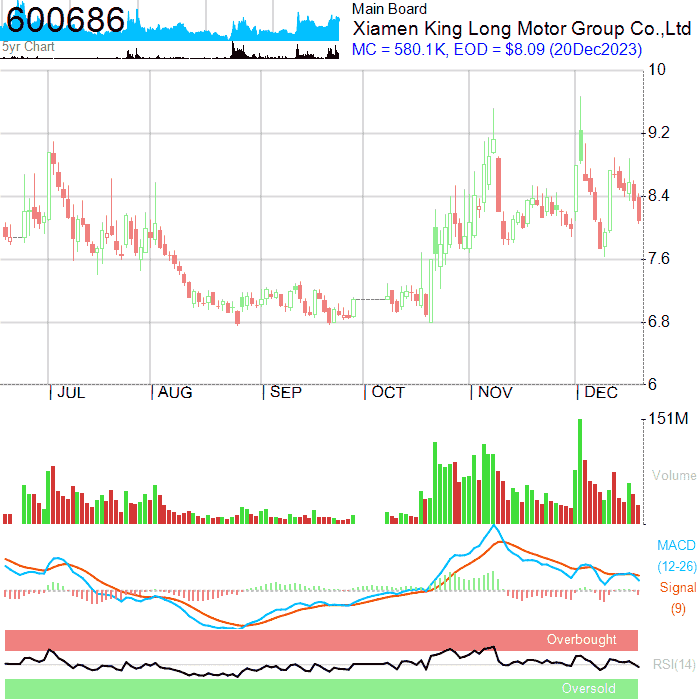 600686
5yr Chart
Main Board
Xiamen King Long Motor Group Co.,Ltd
MC = 580.1K, EOD = $8.09 (20Dec2023)
10
9.2
8.4
7.6
6.8
6
JUL AUG SEP OCT NOV DEC
151M
Volume
MACD
(12-26)
Signal
(9)
Overbought
RSI(14)
Oversold